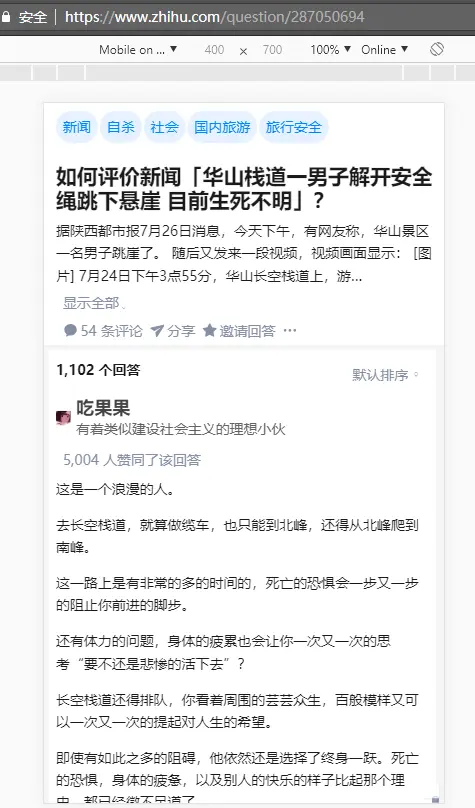 安全 https://www.zhihu.com/question/287050694
Mobile on ... ▼ 400 × 700 100% ▼ Online ▼
新闻 自杀 社会 国内旅游 旅行安全
如何评价新闻「华山栈道一男子解开安全
绳跳下悬崖 目前生死不明」?
据陕西都市报7月26日消息，今天下午，有网友称，华山景区
一名男子跳崖了。 随后又发来一段视频，视频画面显示： [图
片] 7月24日下午3点55分，华山长空栈道上，游...
显示全部
54 条评论 分享 邀请回答 ···
1,102 个回答
默认排序
吃果果
有着类似建设社会主义的理想小伙
5,004 人赞同了该回答
这是一个浪漫的人。
去长空栈道，就算做缆车，也只能到北峰，还得从北峰爬到
南峰。
这一路上是有非常的多的时间的，死亡的恐惧会一步又一步
的阻止你前进的脚步。
还有体力的问题，身体的疲累也会让你一次又一次的思
考“要不还是悲惨的活下去”？
长空栈道还得排队，你看着周围的芸芸众生，百般模样又可
以一次又一次的提起对人生的希望。
即使有如此之多的阻碍，他依然还是选择了终身一跃。死亡
的恐惧，身体的疲惫，以及别人的快乐的样子比起那个理
由，都已经微不足道了